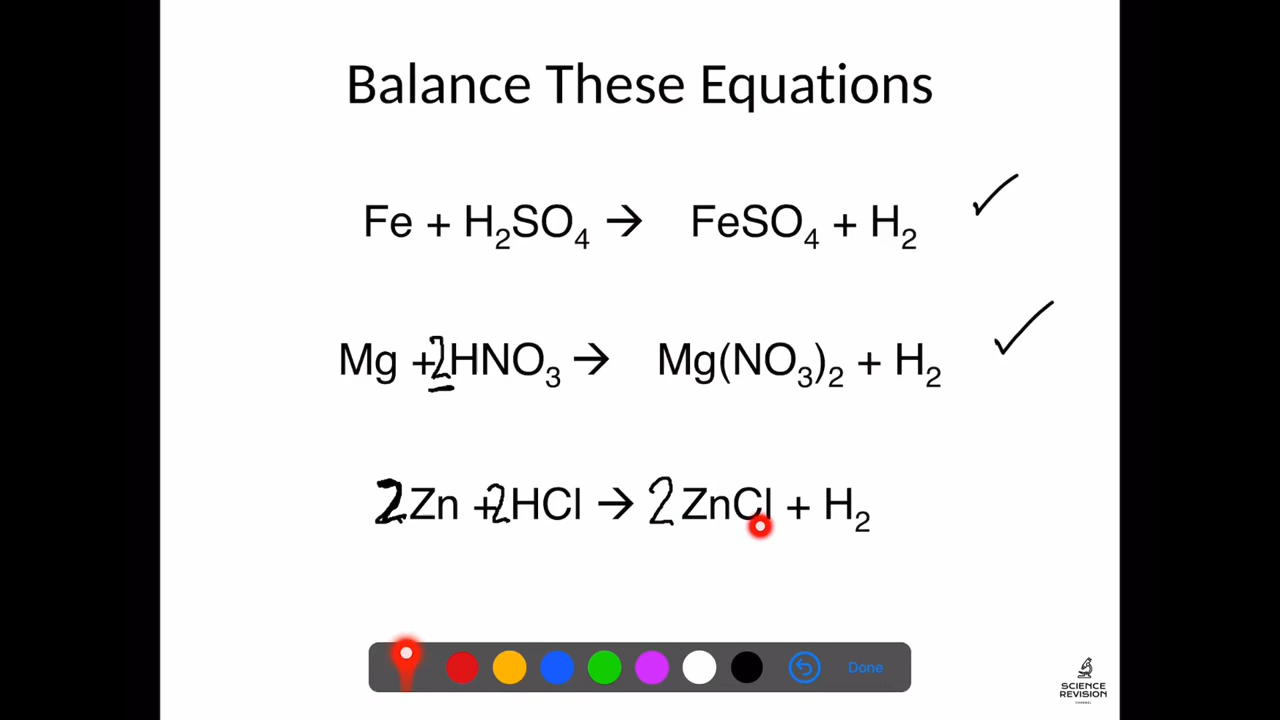 Balance These Equations
Fe + H₂SO₄ → FeSO₄ + H₂
Mg + 2HNO₃ → Mg(NO₃)₂ + H₂
2Zn + 2HCl → 2ZnCl + H₂
Done
SCIENCE
REVISION
CHANNEL